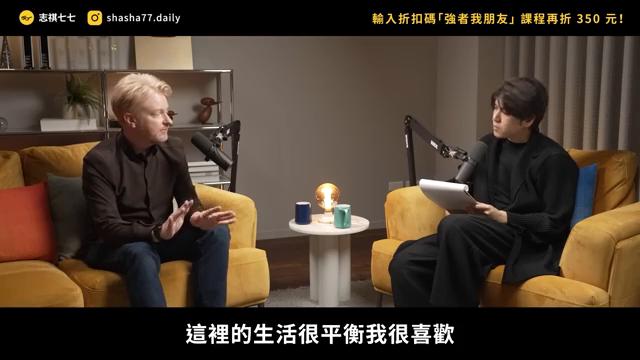 志祺七七 shasha77.daily
輸入折扣碼「強者我朋友」課程再折 350 元！
這裡的生活很平衡我很喜歡